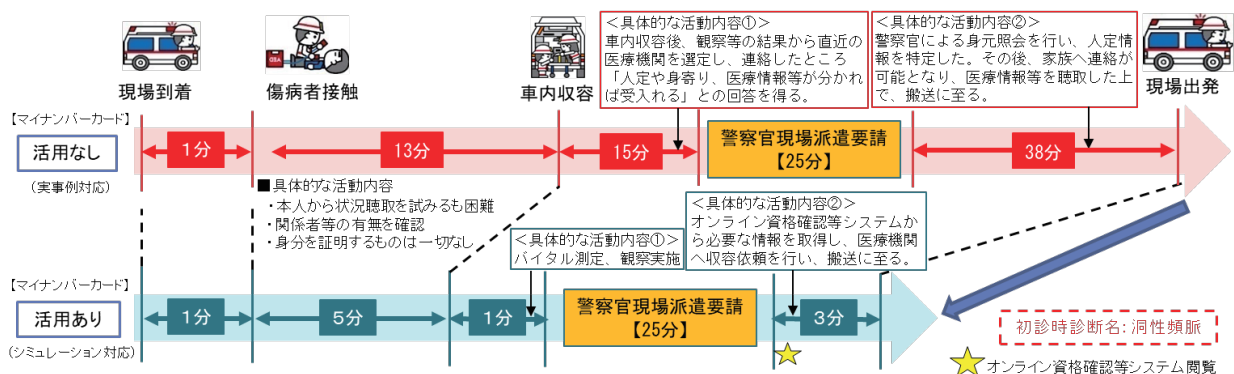 現場到着
傷病者接触
車内収容
現場出発
＜具体的な活動内容①＞
車内収容後、観察等の結果から直近の
医療機関を選定し、連絡したところ
「人定や身寄り、医療情報等が分かれ
ば受入れる」との回答を得る。
＜具体的な活動内容②＞
警察官による身元照会を行い、人定情
報を特定した。その後、家族へ連絡が
可能となり、医療情報等を聴取した上
で、搬送に至る。
【マイナンバーカード】
活用なし
(実事例対応)
1分
13分
15分
警察官現場派遣要請
【25分】
38分
■具体的な活動内容
・本人から状況聴取を試みるも困難
・関係者等の有無を確認
・身分を証明するものは一切なし
＜具体的な活動内容①＞
バイタル測定、観察実施
＜具体的な活動内容②＞
オンライン資格確認等システムか
ら必要な情報を取得し、医療機関
へ収容依頼を行い、搬送に至る。
【マイナンバーカード】
活用あり
(シミュレーション対応)
1分
5分
1分
警察官現場派遣要請
【25分】
3分
初診時診断名:洞性頻脈
オンライン資格確認等システム閲覧